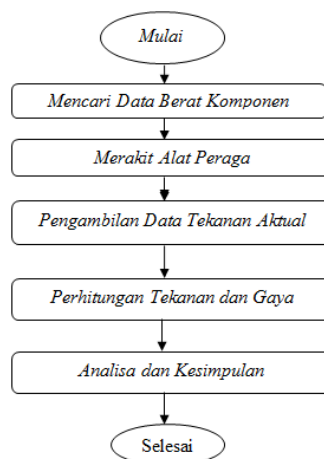 Mulai
Mencari Data Berat Komponen
Merakit Alat Peraga
Pengambilan Data Tekanan Aktual
Perhitungan Tekanan dan Gaya
Analisa dan Kesimpulan
Selesai